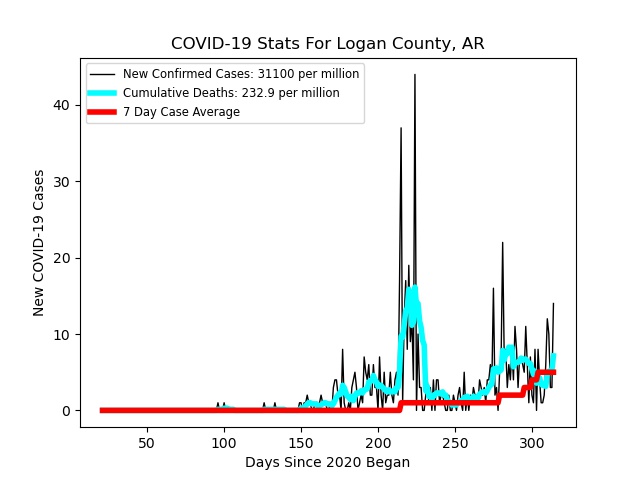 COVID-19 Stats For Logan County, AR
New Confirmed Cases: 31100 per million
Cumulative Deaths: 232.9 per million
7 Day Case Average
New COVID-19 Cases
40
30
20
10
0
50 100 150 200 250 300
Days Since 2020 Began